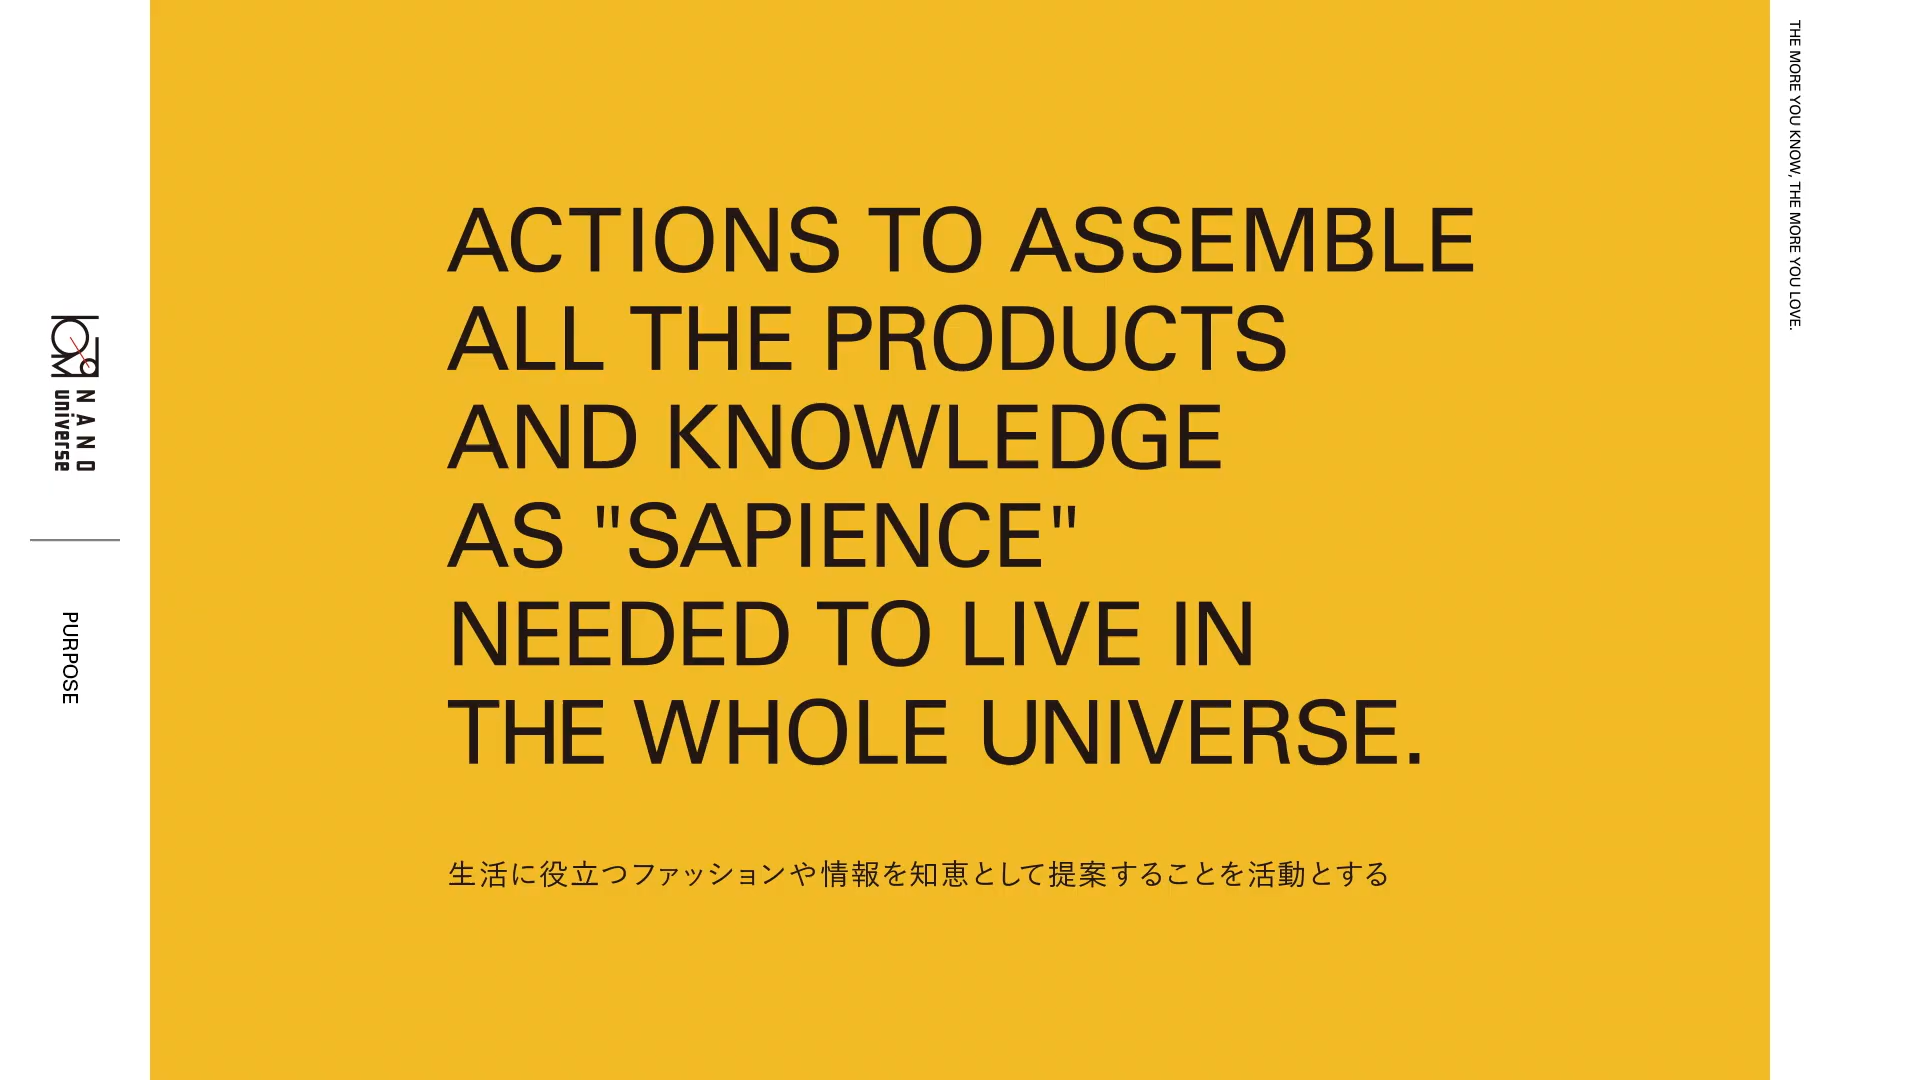 NANO
universe
PURPOSE
ACTIONS TO ASSEMBLE
ALL THE PRODUCTS
AND KNOWLEDGE
AS "SAPIENCE"
NEEDED TO LIVE IN
THE WHOLE UNIVERSE.
生活に役立つファッションや情報を知恵として提案することを活動とする
THE MORE YOU KNOW, THE MORE YOU LOVE.